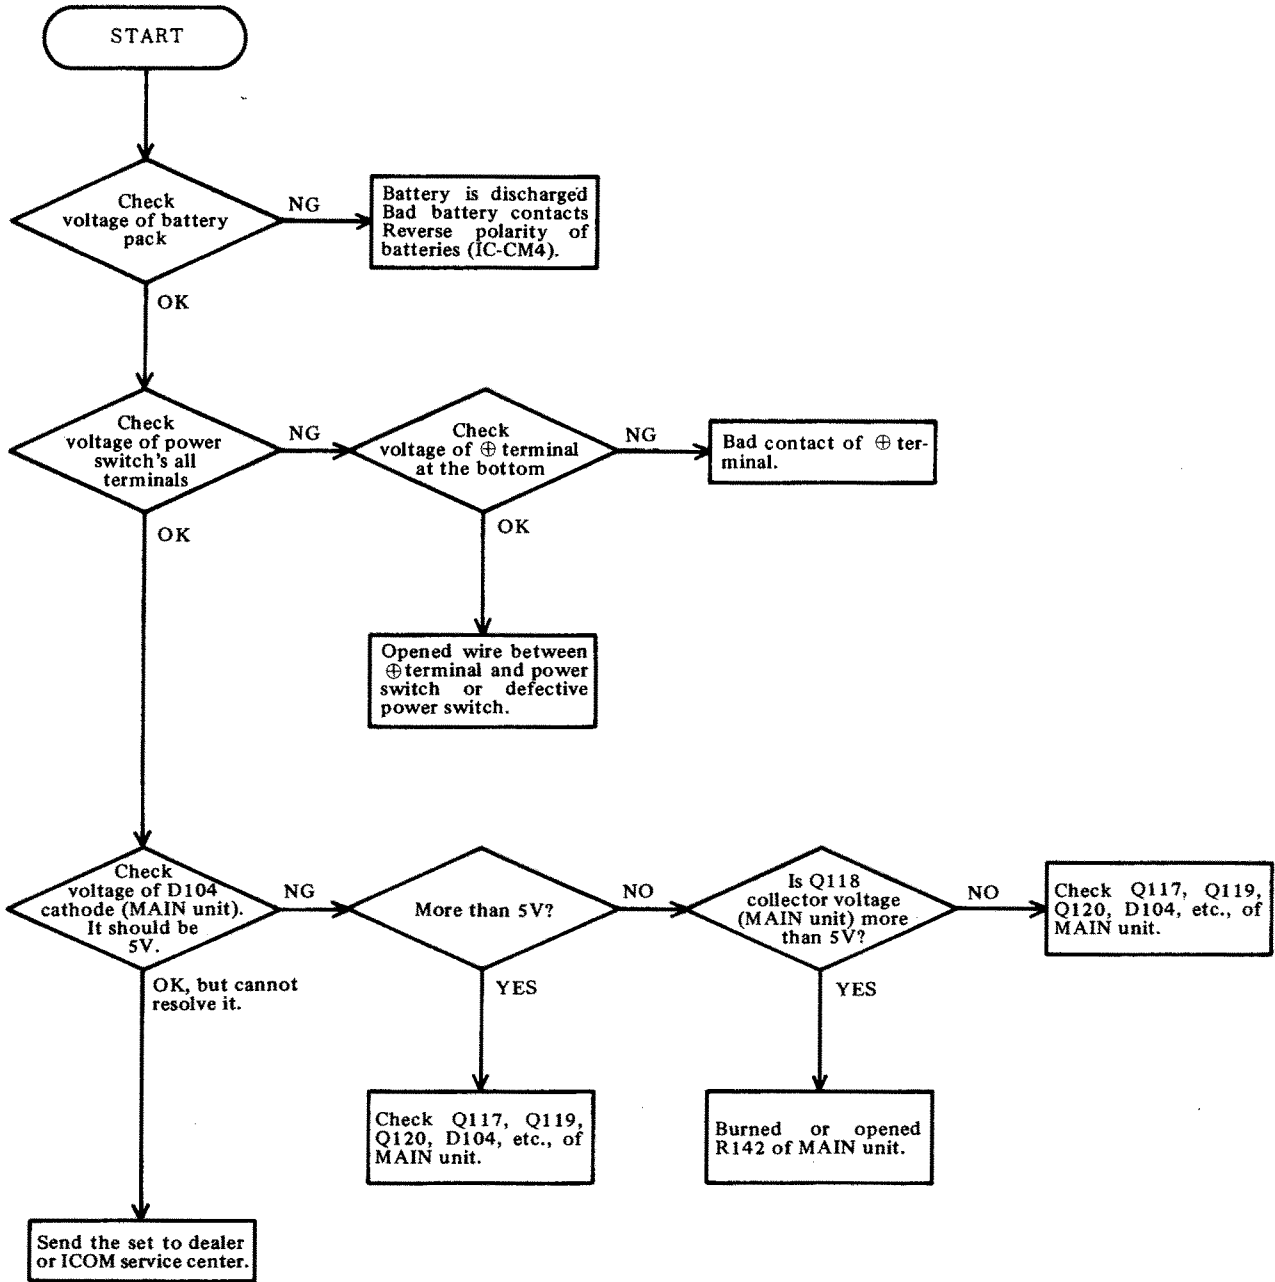 START
Check
voltage of battery
pack
NG
Battery is discharged
Bad battery contacts
Reverse polarity of
batteries (IC-CM4).
OK
Check
voltage of power
switch's all
terminals
NG
Check
voltage of ⊕ terminal
at the bottom
NG
Bad contact of ⊕ ter-
minal.
OK
OK
Opened wire between
⊕ terminal and power
switch or defective
power switch.
Check
voltage of D104
cathode (MAIN unit).
It should be
5V.
NG
More than 5V?
NO
Is Q118
collector voltage
(MAIN unit) more
than 5V?
NO
Check Q117, Q119,
Q120, D104, etc., of
MAIN unit.
OK, but cannot
resolve it.
YES
YES
Check Q117, Q119,
Q120, D104, etc., of
MAIN unit.
Burned or opened
R142 of MAIN unit.
Send the set to dealer
or ICOM service center.